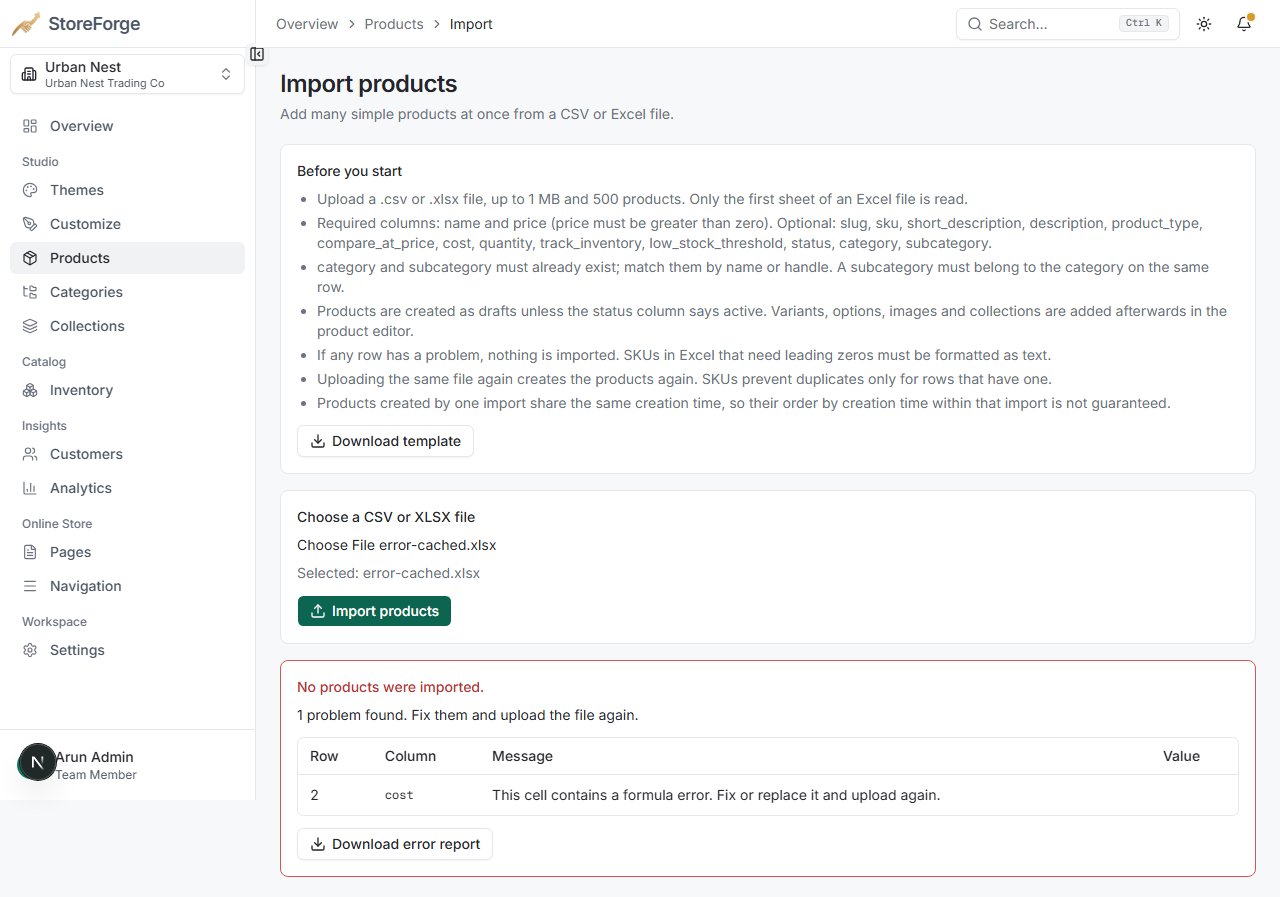 StoreForge
Overview > Products > Import
Search...
Ctrl K
Urban Nest
Urban Nest Trading Co
Overview
Studio
Themes
Customize
Products
Categories
Collections
Catalog
Inventory
Insights
Customers
Analytics
Online Store
Pages
Navigation
Workspace
Settings
N
Arun Admin
Team Member
Import products
Add many simple products at once from a CSV or Excel file.
Before you start
• Upload a .csv or .xlsx file, up to 1 MB and 500 products. Only the first sheet of an Excel file is read.
• Required columns: name and price (price must be greater than zero). Optional: slug, sku, short_description, description, product_type,
compare_at_price, cost, quantity, track_inventory, low_stock_threshold, status, category, subcategory.
• category and subcategory must already exist; match them by name or handle. A subcategory must belong to the category on the same
row.
• Products are created as drafts unless the status column says active. Variants, options, images and collections are added afterwards in the
product editor.
• If any row has a problem, nothing is imported. SKUs in Excel that need leading zeros must be formatted as text.
• Uploading the same file again creates the products again. SKUs prevent duplicates only for rows that have one.
• Products created by one import share the same creation time, so their order by creation time within that import is not guaranteed.
Download template
Choose a CSV or XLSX file
Choose File error-cached.xlsx
Selected: error-cached.xlsx
Import products
No products were imported.
1 problem found. Fix them and upload the file again.
Row Column Message Value
2 cost This cell contains a formula error. Fix or replace it and upload again.
Download error report